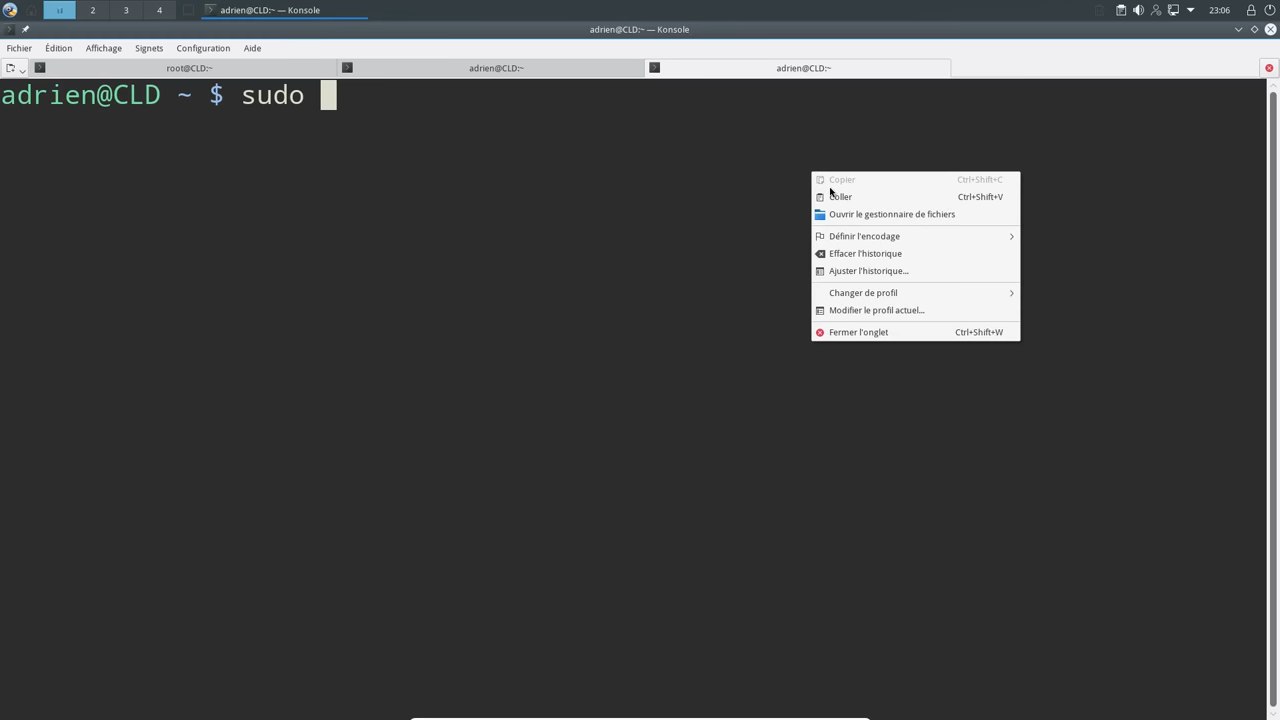 2 3 4 adrien@CLD:~ — Konsole 23:06
adrien@CLD:~ — Konsole
Fichier Édition Affichage Signets Configuration Aide
root@CLD:~ adrien@CLD:~ adrien@CLD:~
adrien@CLD ~ $ sudo
Copier Ctrl+Shift+C
Coller Ctrl+Shift+V
Ouvrir le gestionnaire de fichiers
Définir l'encodage
Effacer l'historique
Ajuster l'historique...
Changer de profil
Modifier le profil actuel...
Fermer l'onglet Ctrl+Shift+W